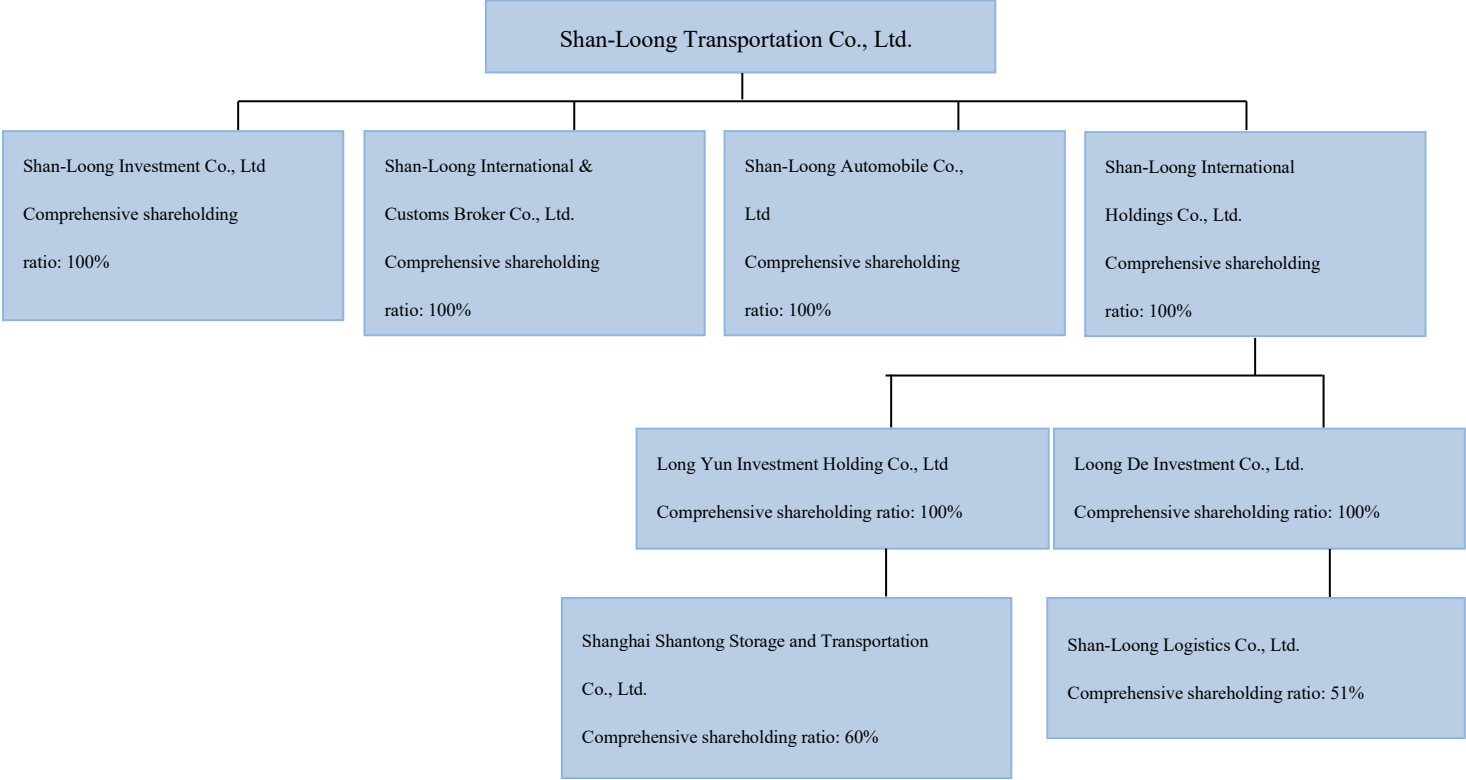 Shan-Loong Transportation Co., Ltd.
Shan-Loong Investment Co., Ltd
Comprehensive shareholding
ratio: 100%
Shan-Loong International &
Customs Broker Co., Ltd.
Comprehensive shareholding
ratio: 100%
Shan-Loong Automobile Co.,
Ltd
Comprehensive shareholding
ratio: 100%
Shan-Loong International
Holdings Co., Ltd.
Comprehensive shareholding
ratio: 100%
Long Yun Investment Holding Co., Ltd
Comprehensive shareholding ratio: 100%
Loong De Investment Co., Ltd.
Comprehensive shareholding ratio: 100%
Shanghai Shantong Storage and Transportation
Co., Ltd.
Comprehensive shareholding ratio: 60%
Shan-Loong Logistics Co., Ltd.
Comprehensive shareholding ratio: 51%